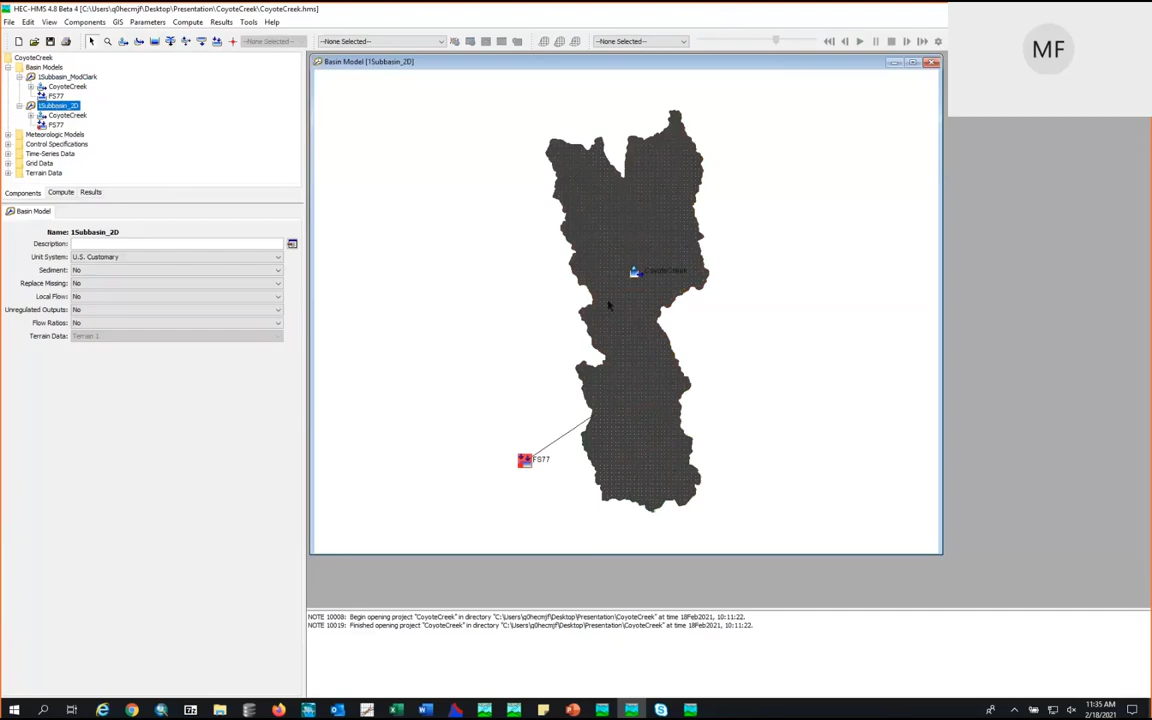 HEC-HMS 4.8 Beta 4 [C:\Users\q0hecmjf\Desktop\Presentation\CoyoteCreek\CoyoteCreek.hms]
File Edit View Components GIS Parameters Compute Results Tools Help
--None Selected-- --None Selected-- --None Selected--
MF
CoyoteCreek
Basin Models
1Subbasin_ModClark
CoyoteCreek
FS77
1Subbasin_2D
CoyoteCreek
FS77
Meteorologic Models
Control Specifications
Time-Series Data
Grid Data
Terrain Data
Components Compute Results
Basin Model
Name: 1Subbasin_2D
Description:
Unit System: U.S. Customary
Sediment: No
Replace Missing: No
Local Flow: No
Unregulated Outputs: No
Flow Ratios: No
Terrain Data: Terrain 1
Basin Model [1Subbasin_2D]
CoyoteCreek
FS77
NOTE 10008: Begin opening project "CoyoteCreek" in directory "C:\Users\q0hecmjf\Desktop\Presentation\CoyoteCreek" at time 18Feb2021, 10:11:22.
NOTE 10019: Finished opening project "CoyoteCreek" in directory "C:\Users\q0hecmjf\Desktop\Presentation\CoyoteCreek" at time 18Feb2021, 10:11:22.
11:35 AM
2/18/2021